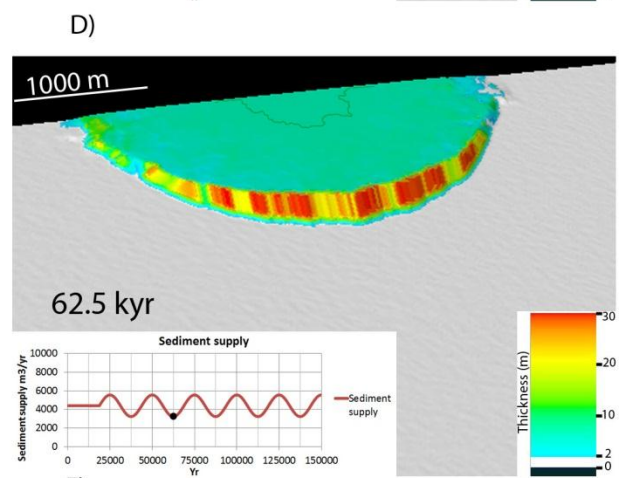 D)
1000 m
62.5 kyr
Sediment supply
Sediment supply m3/yr
10000
8000
6000
4000
2000
0
0 25000 50000 75000 100000 125000 150000
Yr
Sediment
supply
Thickness (m)
30
20
10
2
0